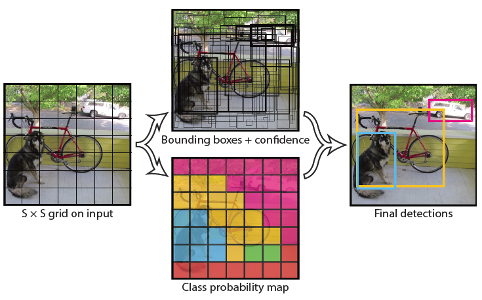 Bounding boxes + confidence
S × S grid on input
Final detections
Class probability map